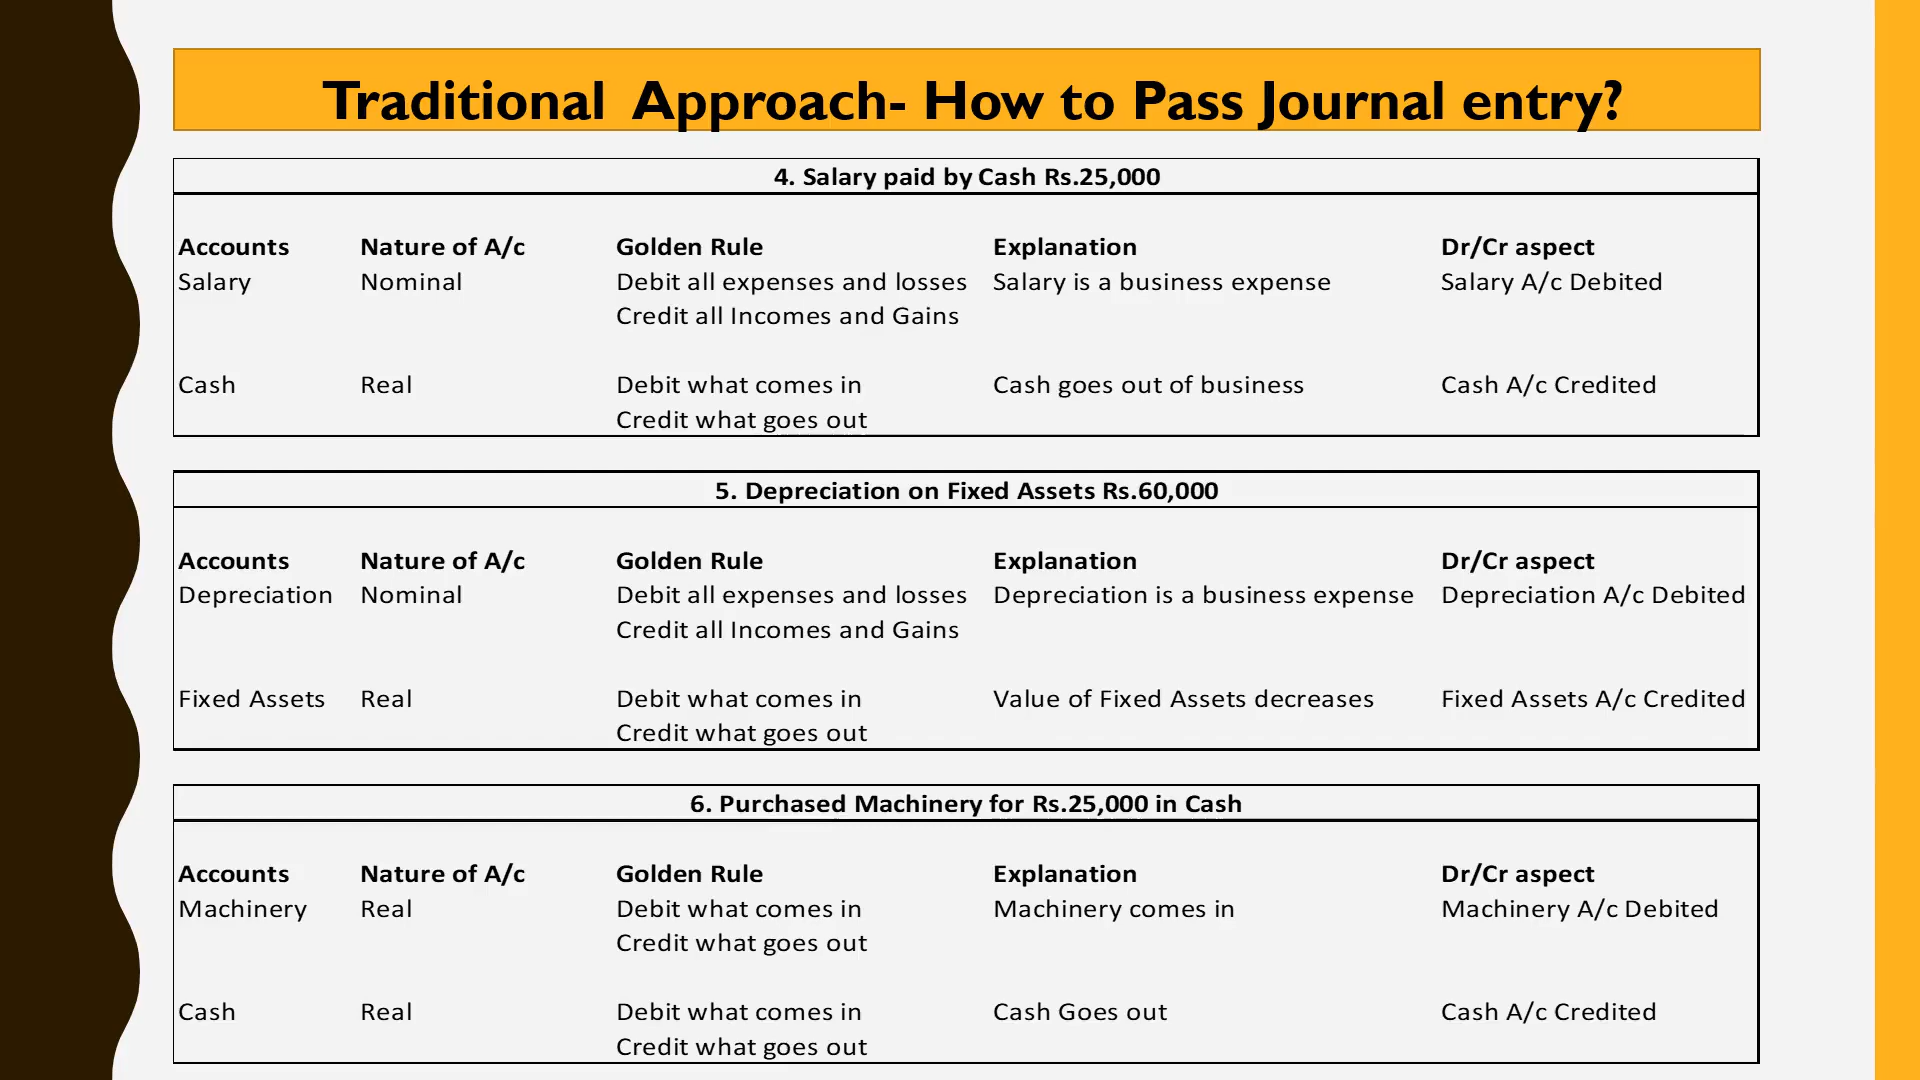 Traditional Approach- How to Pass Journal entry?
4. Salary paid by Cash Rs.25,000
Accounts Nature of A/c Golden Rule Explanation Dr/Cr aspect
Salary Nominal Debit all expenses and losses Salary is a business expense Salary A/c Debited
Credit all Incomes and Gains
Cash Real Debit what comes in Cash goes out of business Cash A/c Credited
Credit what goes out
5. Depreciation on Fixed Assets Rs.60,000
Accounts Nature of A/c Golden Rule Explanation Dr/Cr aspect
Depreciation Nominal Debit all expenses and losses Depreciation is a business expense Depreciation A/c Debited
Credit all Incomes and Gains
Fixed Assets Real Debit what comes in Value of Fixed Assets decreases Fixed Assets A/c Credited
Credit what goes out
6. Purchased Machinery for Rs.25,000 in Cash
Accounts Nature of A/c Golden Rule Explanation Dr/Cr aspect
Machinery Real Debit what comes in Machinery comes in Machinery A/c Debited
Credit what goes out
Cash Real Debit what comes in Cash Goes out Cash A/c Credited
Credit what goes out